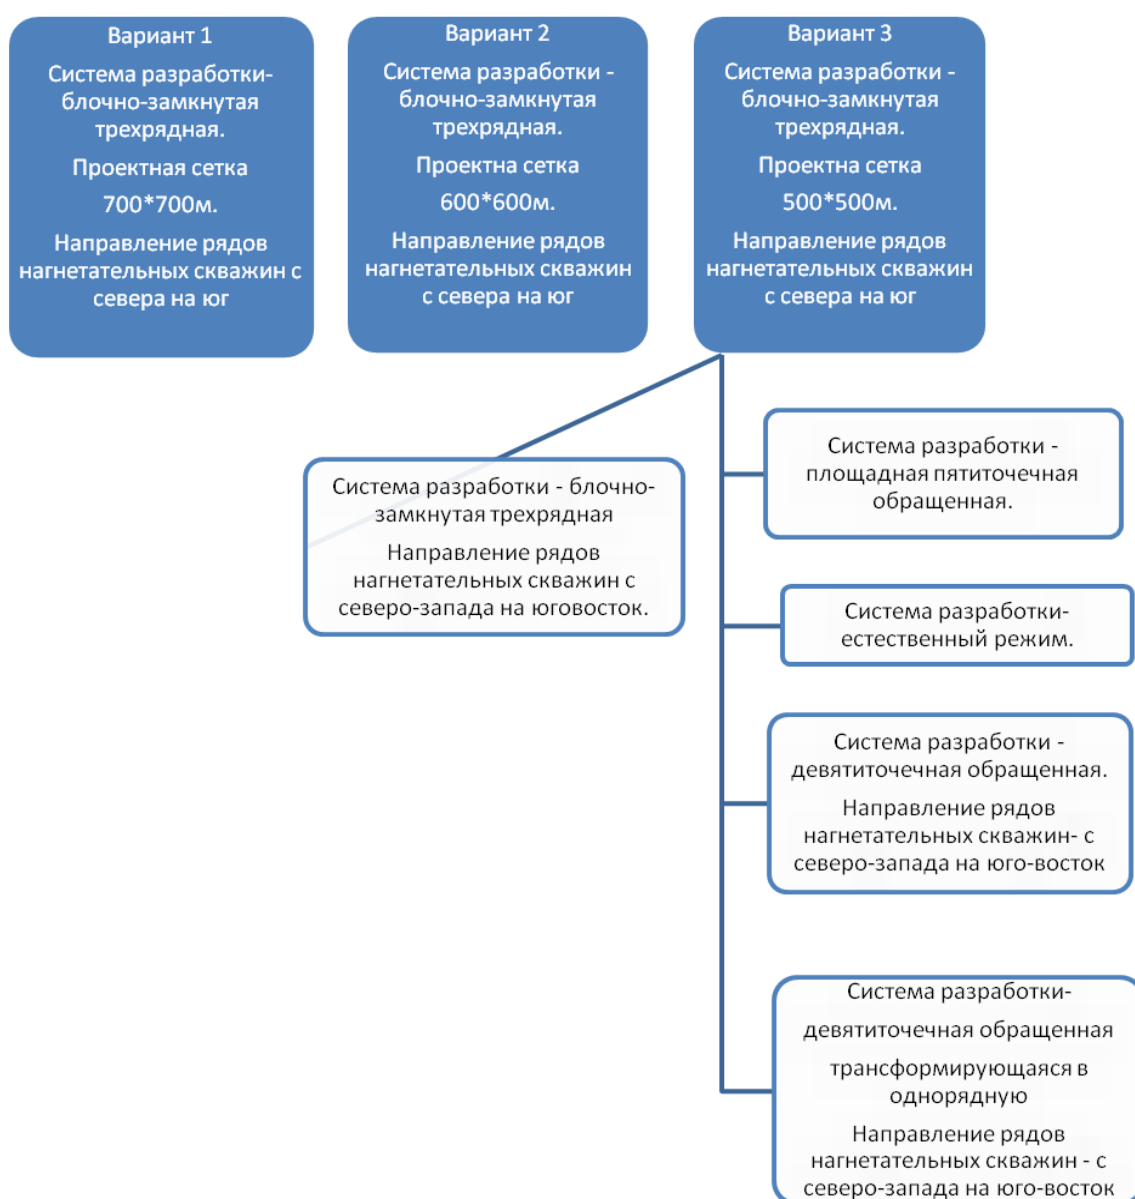 Вариант 1
Система разработки-
блочно-замкнутая
трехрядная.
Проектная сетка
700*700м.
Направление рядов
нагнетательных скважин с
севера на юг
Вариант 2
Система разработки -
блочно-замкнутая
трехрядная.
Проектна сетка
600*600м.
Направление рядов
нагнетательных скважин
с севера на юг
Вариант 3
Система разработки -
блочно-замкнутая
трехрядная.
Проектна сетка
500*500м.
Направление рядов
нагнетательных скважин
с севера на юг
Система разработки - блочно-
замкнутая трехрядная
Направление рядов
нагнетательных скважин с
северо-запада на юговосток.
Система разработки -
площадная пятиточечная
обращенная.
Система разработки-
естественный режим.
Система разработки -
девятиточечная обращенная.
Направление рядов
нагнетательных скважин- с
северо-запада на юго-восток
Система разработки-
девятиточечная обращенная
трансформирующаяся в
однорядную
Направление рядов
нагнетательных скважин - с
северо-запада на юго-восток